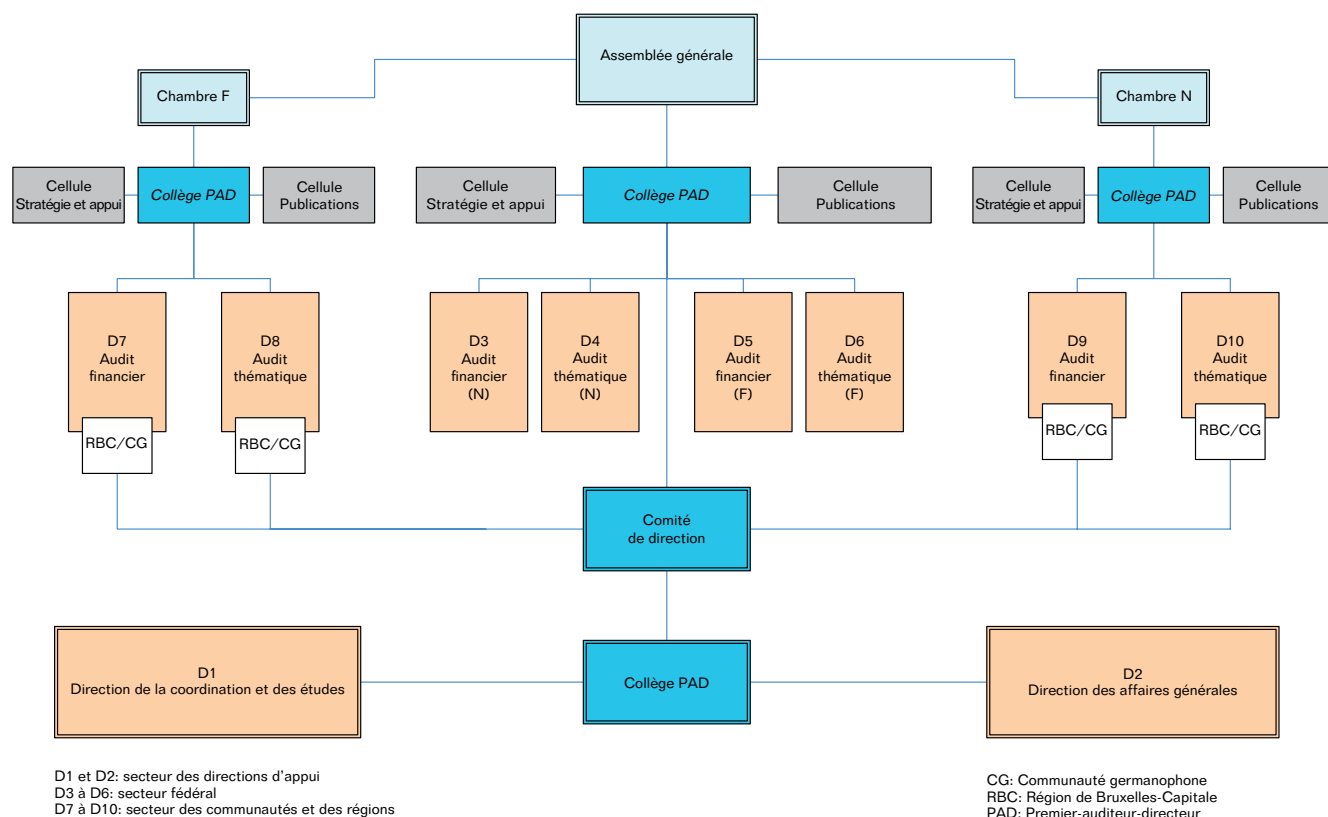 Assemblée générale
Chambre F
Chambre N
Cellule
Stratégie et appui
Collège PAD
Cellule
Publications
Cellule
Stratégie et appui
Collège PAD
Cellule
Publications
Cellule
Stratégie et appui
Collège PAD
Cellule
Publications
D7
Audit
financier
RBC/CG
D8
Audit
thématique
RBC/CG
D3
Audit
financier
(N)
D4
Audit
thématique
(N)
D5
Audit
financier
(F)
D6
Audit
thématique
(F)
D9
Audit
financier
RBC/CG
D10
Audit
thématique
RBC/CG
Comité
de direction
D1
Direction de la coordination et des études
Collège PAD
D2
Direction des affaires générales
D1 et D2: secteur des directions d'appui
D3 à D6: secteur fédéral
D7 à D10: secteur des communautés et des régions
CG: Communauté germanophone
RBC: Région de Bruxelles-Capitale
PAD: Premier-auditeur-directeur